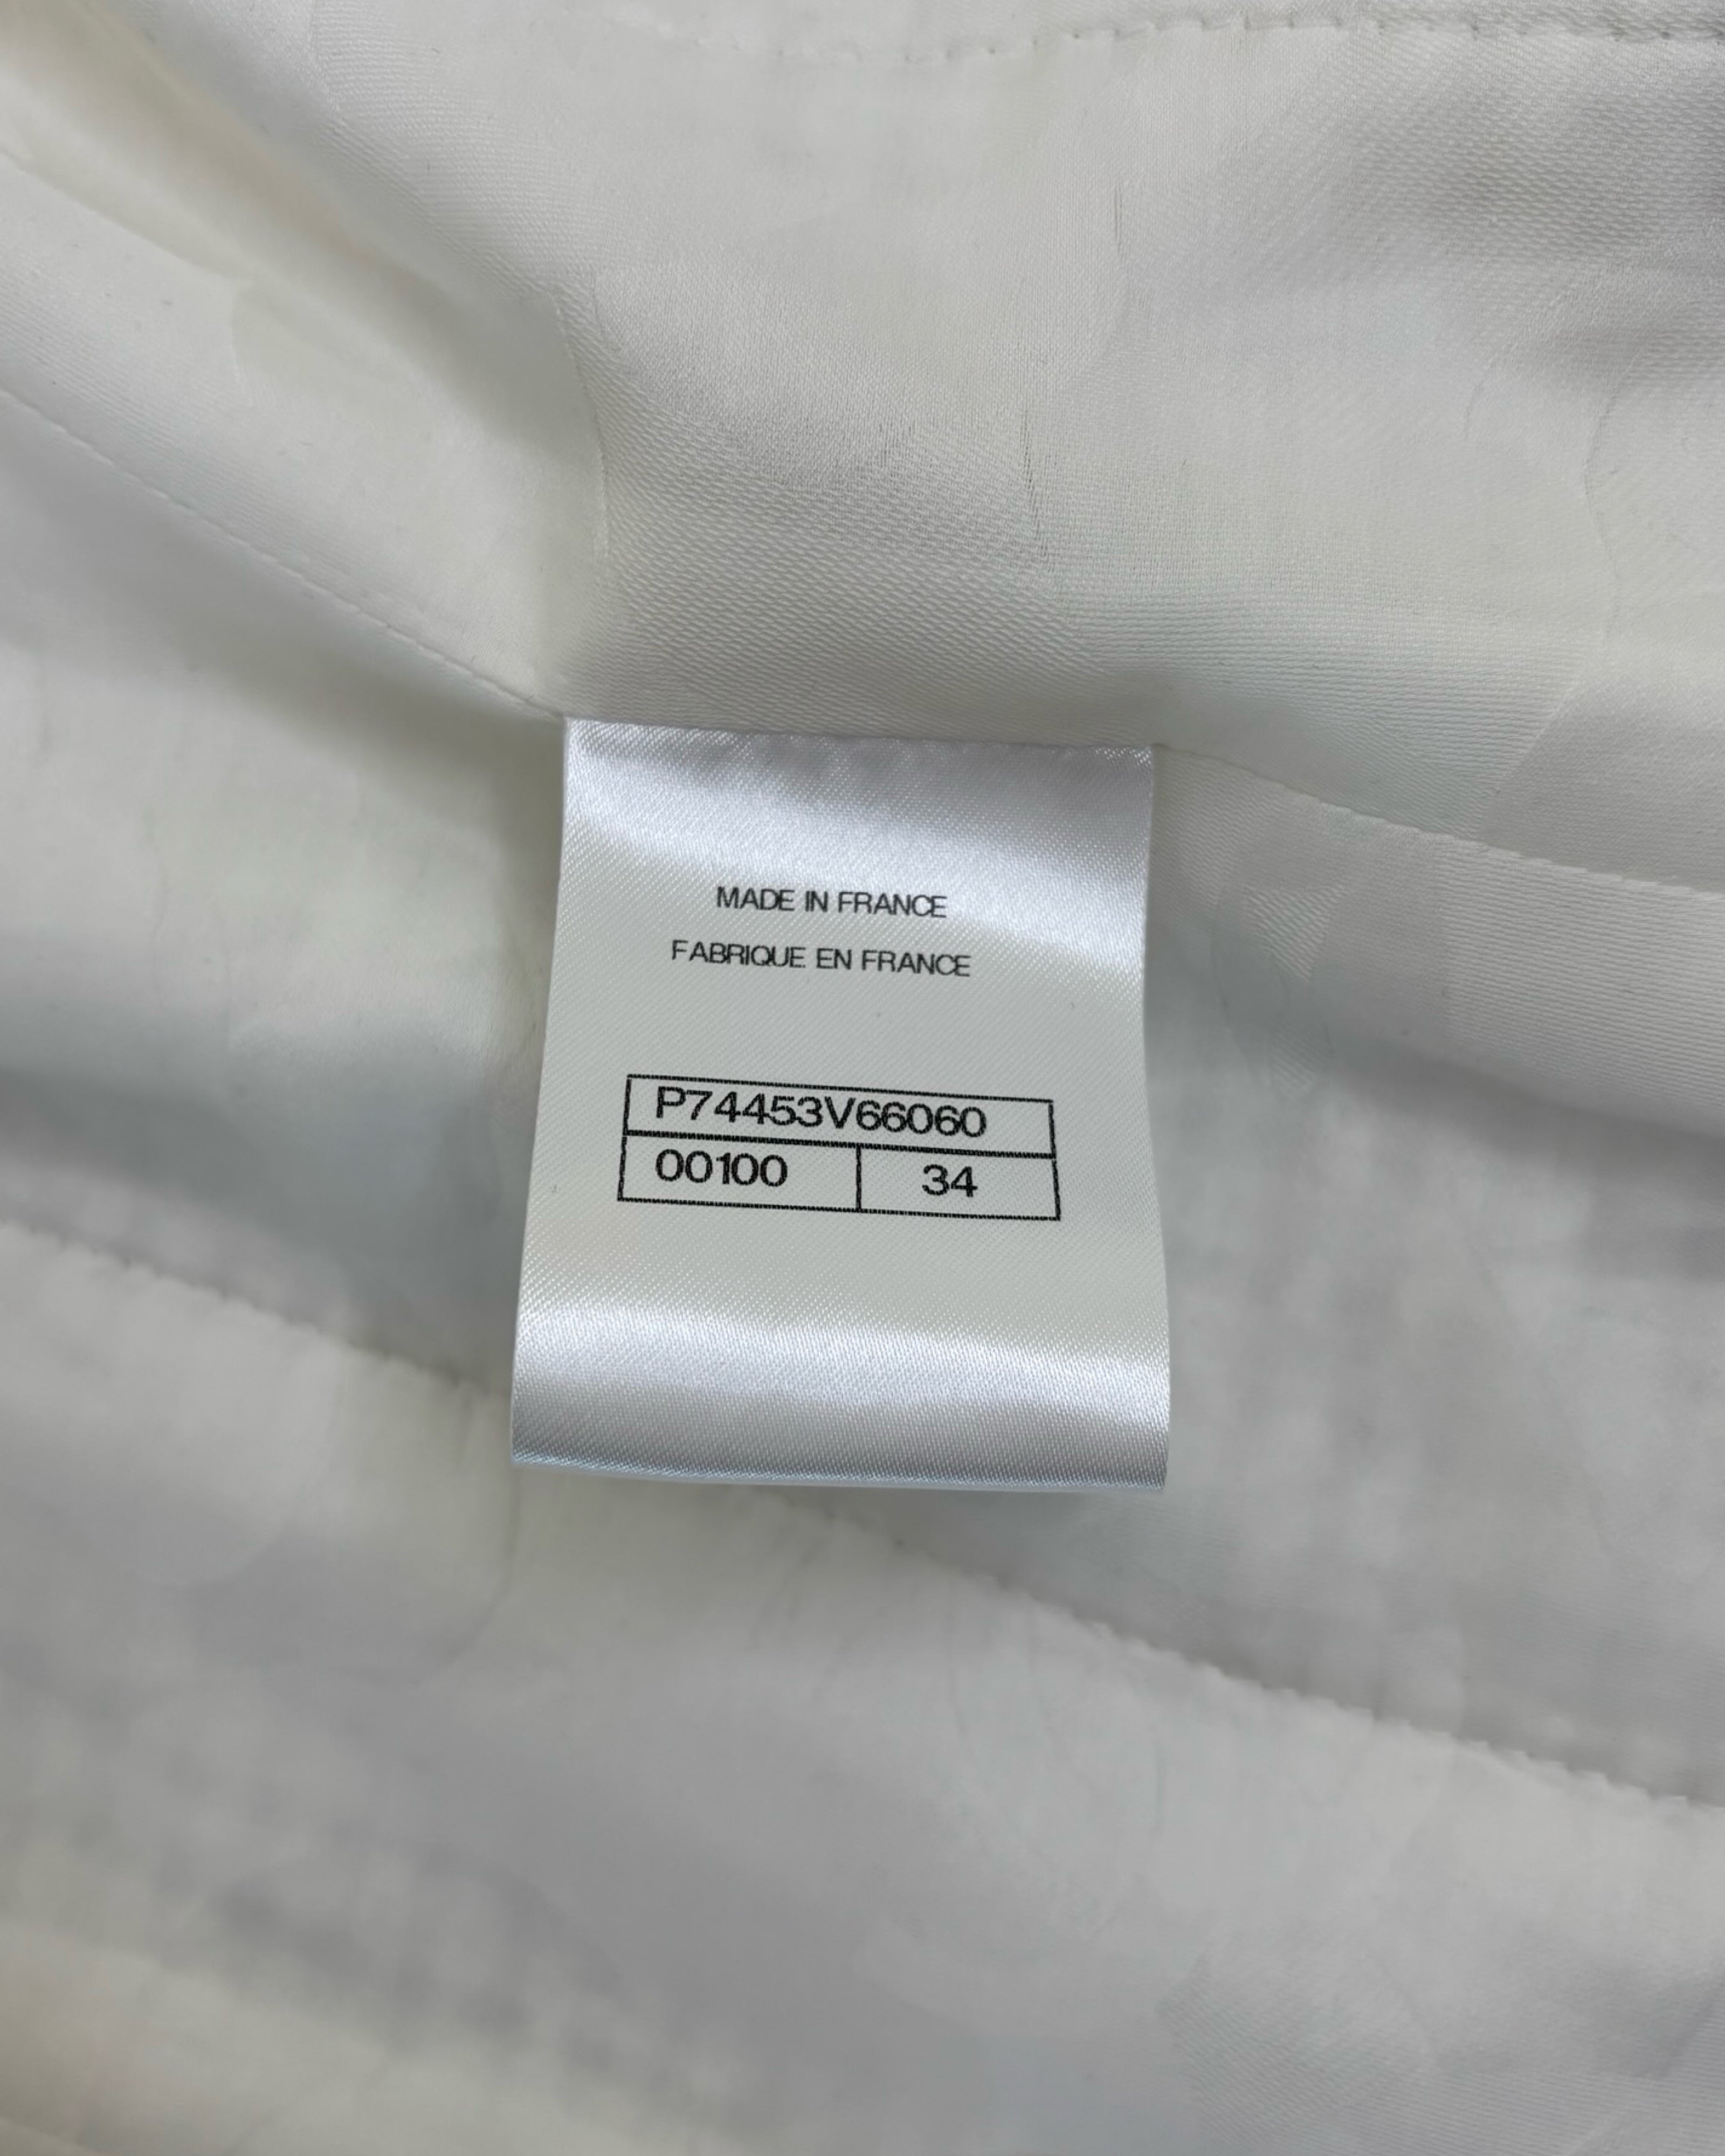 MADE IN FRANCE
FABRIQUE EN FRANCE
P74453V66060
00100 34